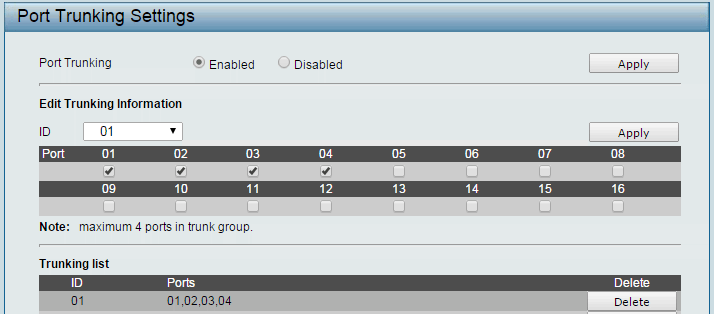 Port Trunking Settings
Port Trunking Enabled Disabled Apply
Edit Trunking Information
ID 01 Apply
Port 01 02 03 04 05 06 07 08
09 10 11 12 13 14 15 16
Note: maximum 4 ports in trunk group.
Trunking list
ID Ports Delete
01 01,02,03,04 Delete